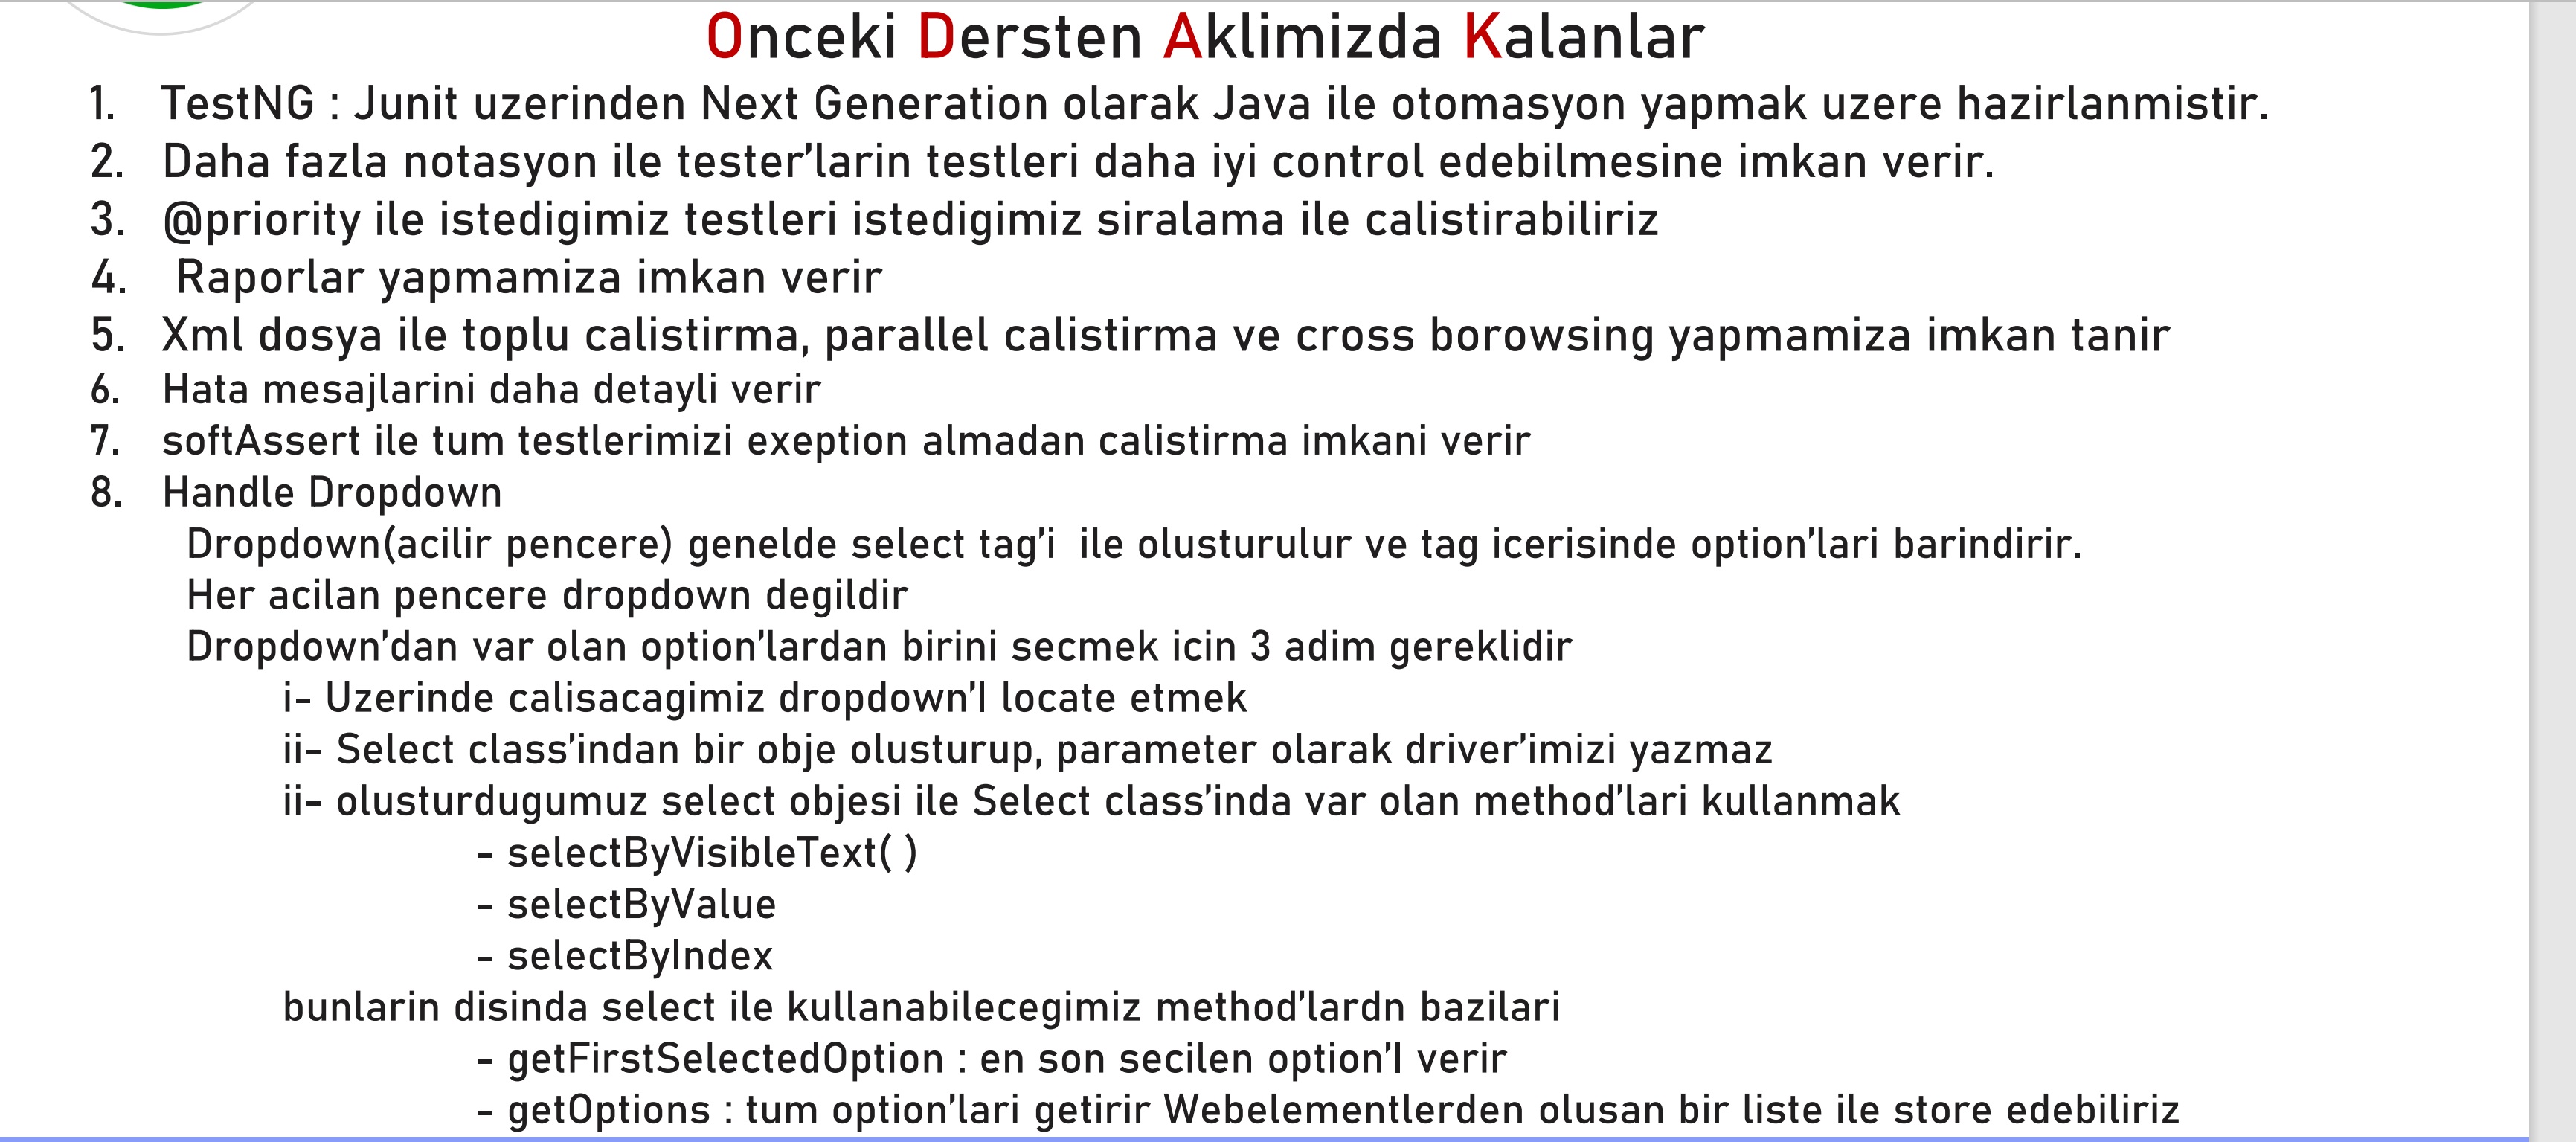 Onceki Dersten Aklimizda Kalanlar
1. TestNG : Junit uzerinden Next Generation olarak Java ile otomasyon yapmak uzere hazirlanmistir.
2. Daha fazla notasyon ile tester'larin testleri daha iyi control edebilmesine imkan verir.
3. @priority ile istedigimiz testleri istedigimiz siralama ile calistirabiliriz
4. Raporlar yapmamiza imkan verir
5. Xml dosya ile toplu calistirma, parallel calistirma ve cross borowsing yapmamiza imkan tanir
6. Hata mesajlarini daha detayli verir
7. softAssert ile tum testlerimizi exeption almadan calistirma imkani verir
8. Handle Dropdown
Dropdown(acilir pencere) genelde select tag'i ile olusturulur ve tag icerisinde option'lari barindirir.
Her acilan pencere dropdown degildir
Dropdown'dan var olan option'lardan birini secmek icin 3 adim gereklidir
i- Uzerinde calisacagimiz dropdown'I locate etmek
ii- Select class'indan bir obje olusturup, parameter olarak driver'imizi yazmaz
ii- olusturdugumuz select objesi ile Select class'inda var olan method'lari kullanmak
- selectByVisibleText( )
- selectByValue
- selectByIndex
bunlarin disinda select ile kullanabilecegimiz method'lardn bazilari
- getFirstSelectedOption : en son secilen option'I verir
- getOptions : tum option'lari getirir Webelementlerden olusan bir liste ile store edebiliriz